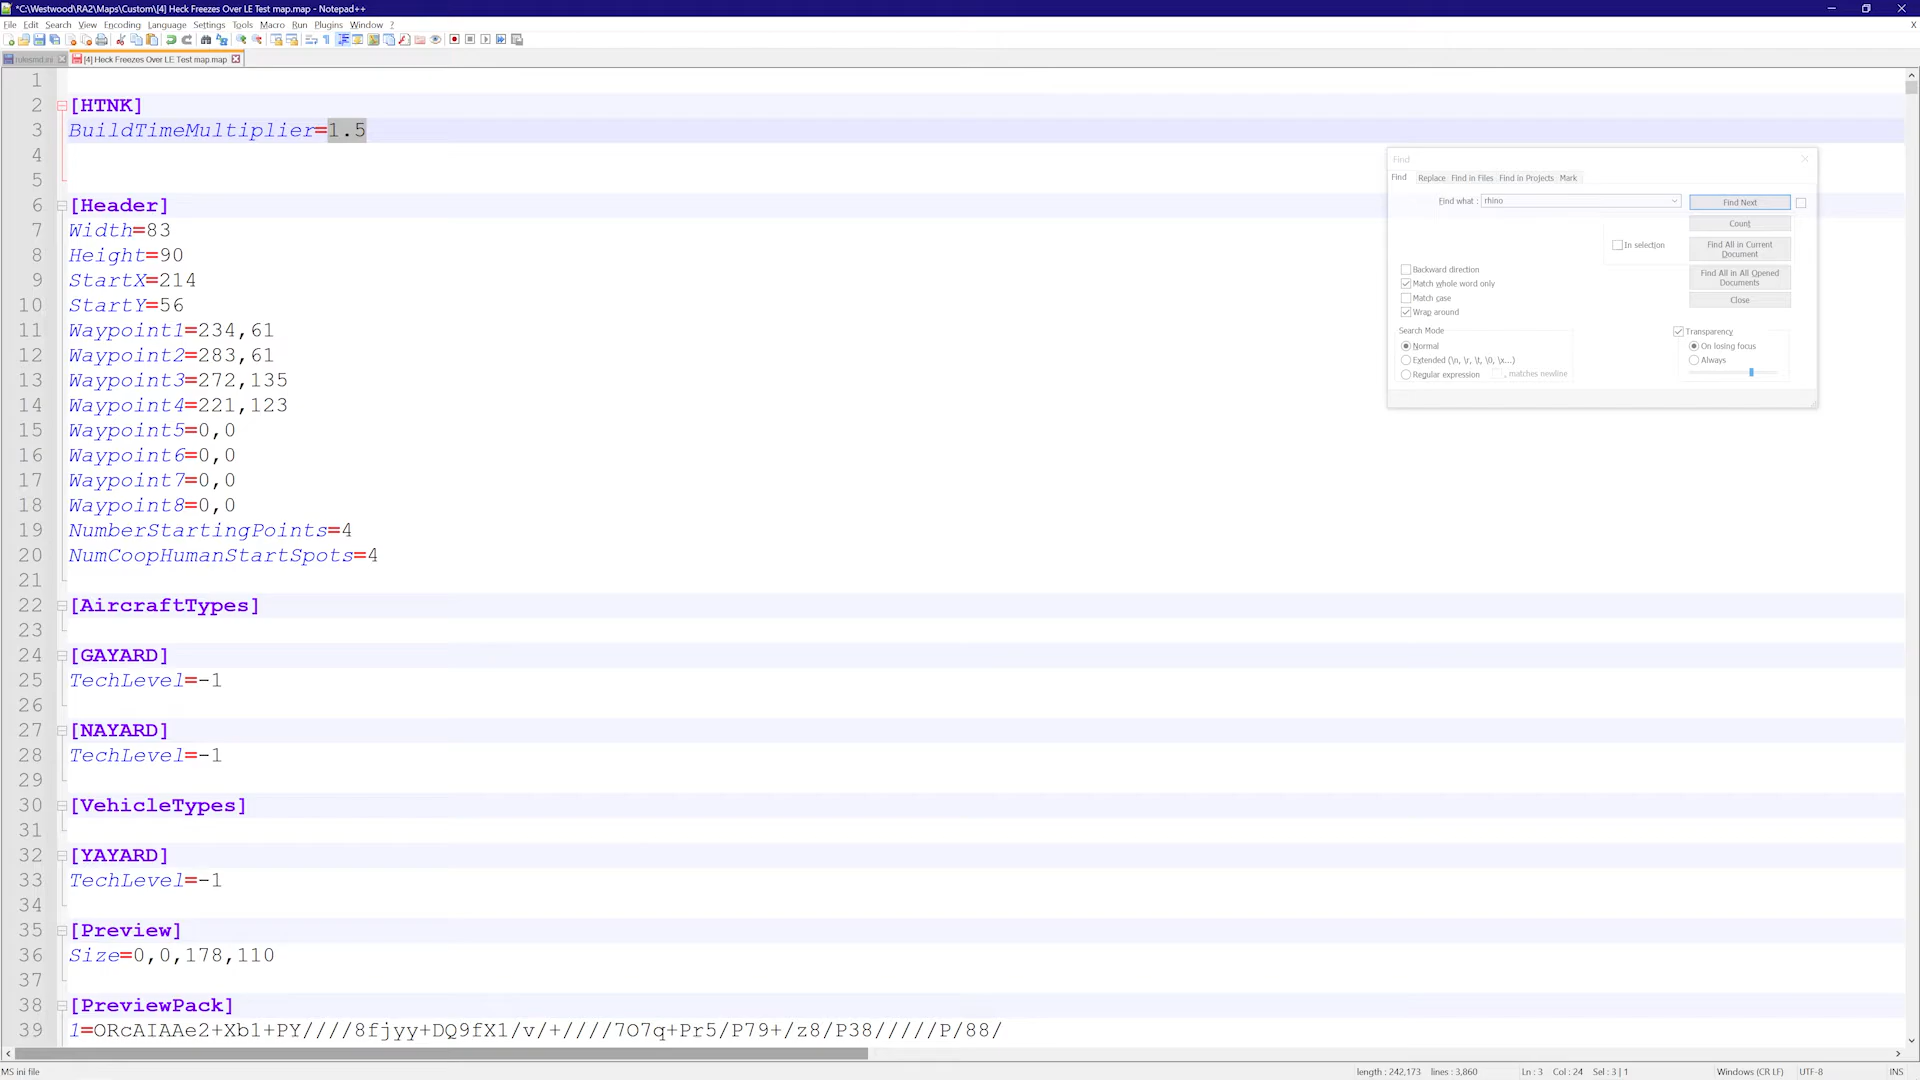 *C:\Westwood\RA2\Maps\Custom\[4] Heck Freezes Over LE Test map.map - Notepad++
File Edit Search View Encoding Language Settings Tools Macro Run Plugins Window ?
rulesmd.ini [4] Heck Freezes Over LE Test map.map
1
2 [HTNK]
3 BuildTimeMultiplier=1.5
4
5
6 [Header]
7 Width=83
8 Height=90
9 StartX=214
10 StartY=56
11 Waypoint1=234,61
12 Waypoint2=283,61
13 Waypoint3=272,135
14 Waypoint4=221,123
15 Waypoint5=0,0
16 Waypoint6=0,0
17 Waypoint7=0,0
18 Waypoint8=0,0
19 NumberStartingPoints=4
20 NumCoopHumanStartSpots=4
21
22 [AircraftTypes]
23
24 [GAYARD]
25 TechLevel=-1
26
27 [NAYARD]
28 TechLevel=-1
29
30 [VehicleTypes]
31
32 [YAYARD]
33 TechLevel=-1
34
35 [Preview]
36 Size=0,0,178,110
37
38 [PreviewPack]
39 1=ORcAIAAe2+Xb1+PY////8fjyy+DQ9fX1/v/+////7O7q+Pr5/P79+/z8/P38/////P/88/
Find
Find Replace Find in Files Find in Projects Mark
Find what : rhino
Find Next
Count
In selection
Find All in Current
Document
Find All in All Opened
Documents
Close
Backward direction
Match whole word only
Match case
Wrap around
Search Mode
Normal
Extended (\n, \r, \t, \0, \x...)
Regular expression . matches newline
Transparency
On losing focus
Always
MS ini file length : 242,173 lines : 3,860 Ln : 3 Col : 24 Sel : 3 | 1 Windows (CR LF) UTF-8 INS